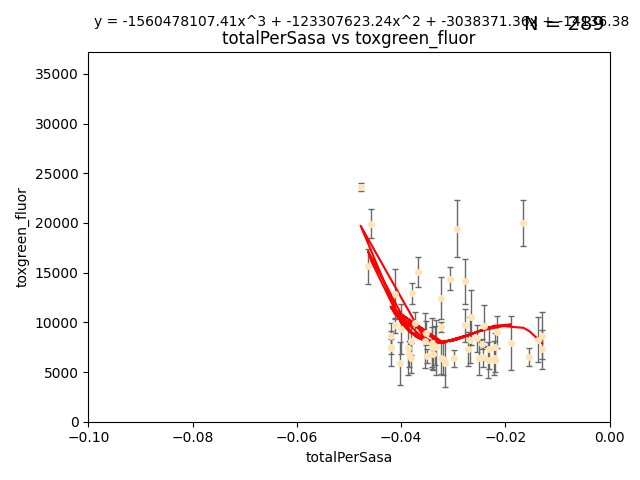 y = -1560478107.41x^3 + -123307623.24x^2 + -3038371.36x + -14136.38
N = 289
totalPerSasa vs toxgreen_fluor
35000
30000
25000
20000
15000
10000
5000
0
toxgreen_fluor
−0.10 −0.08 −0.06 −0.04 −0.02 0.00
totalPerSasa